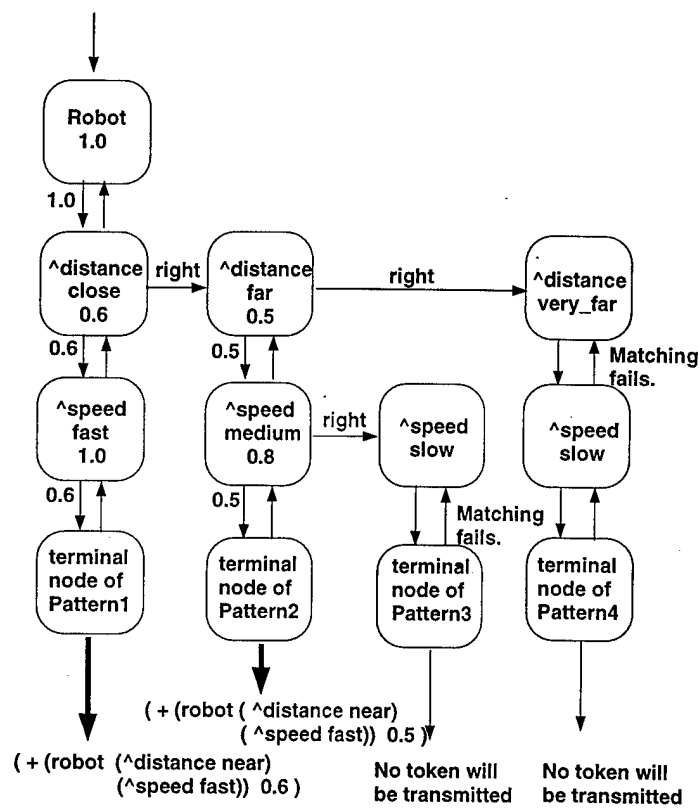 Robot
1.0
1.0
^distance
close
0.6
right
^distance
far
0.5
right
^distance
very_far
0.6
0.5
Matching
fails.
^speed
fast
1.0
^speed
medium
0.8
right
^speed
slow
^speed
slow
0.6
0.5
Matching
fails.
terminal
node of
Pattern1
terminal
node of
Pattern2
terminal
node of
Pattern3
terminal
node of
Pattern4
( + (robot ( ^distance near)
( ^speed fast)) 0.5 )
( + (robot (^distance near)
(^speed fast)) 0.6 )
No token will
be transmitted
No token will
be transmitted